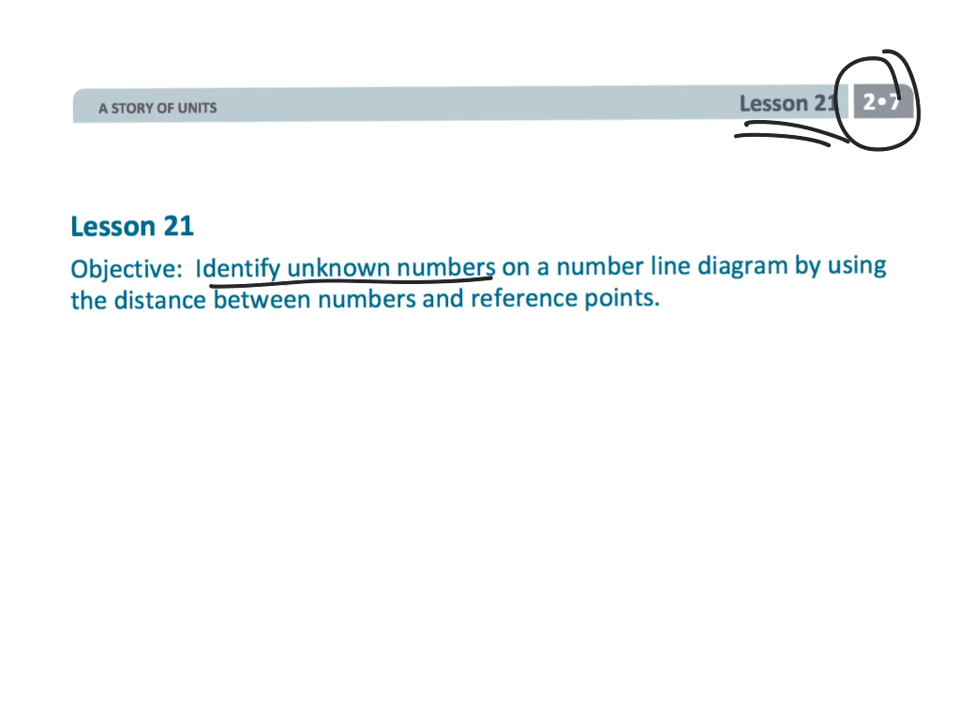 A STORY OF UNITS
Lesson 21 2•7
Lesson 21
Objective: Identify unknown numbers on a number line diagram by using
the distance between numbers and reference points.